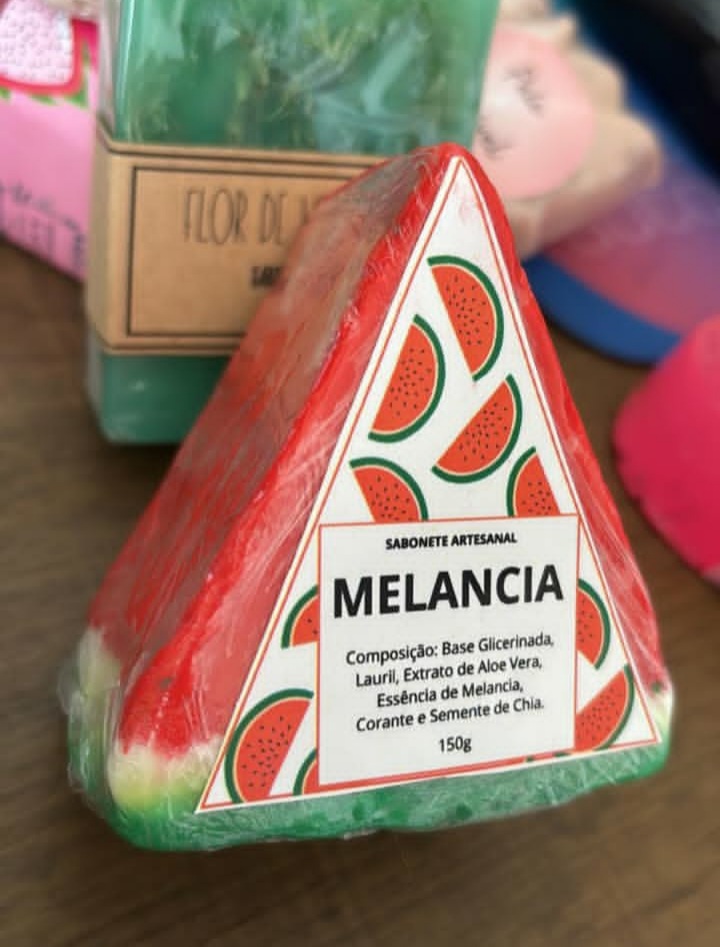 FLOR DE
SABONETE ARTESANAL
MELANCIA
Composição: Base Glicerinada,
Lauril, Extrato de Aloe Vera,
Essência de Melancia,
Corante e Semente de Chia.
150g